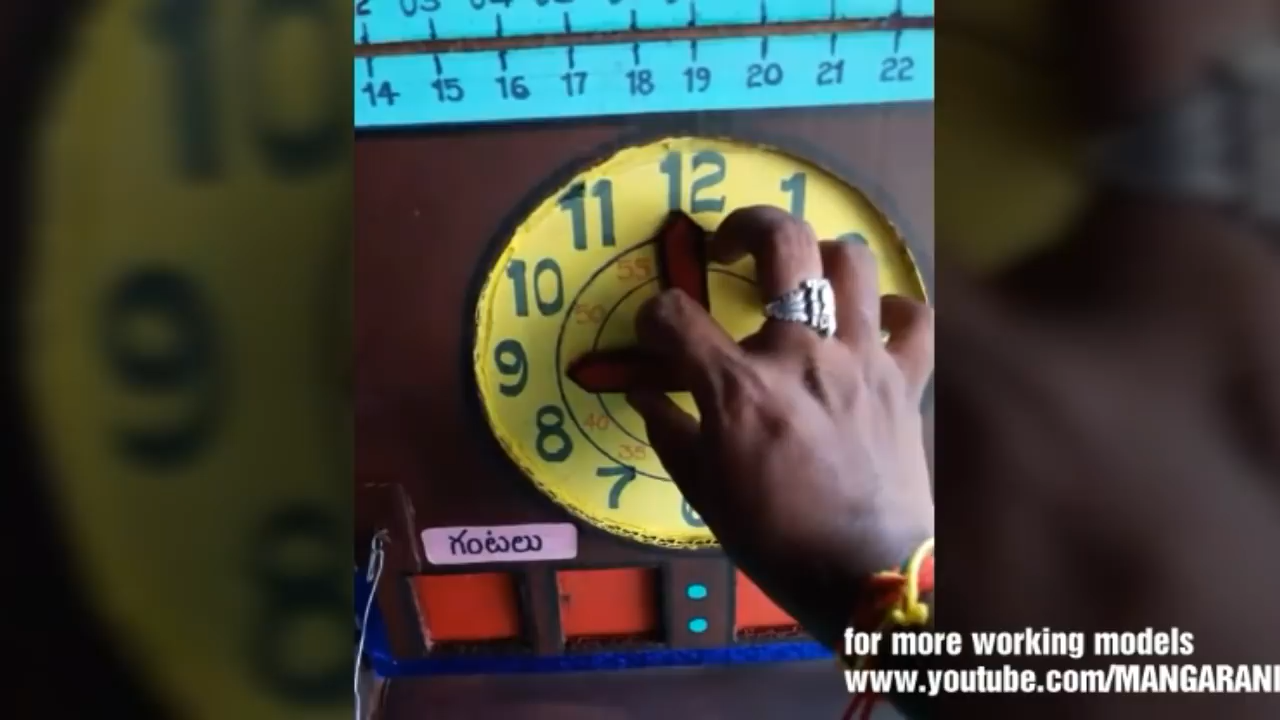 14 15 16 17 18 19 20 21 22
12
11 1
10
9
8
7
55
50
40
35
గంటలు
for more working models
www.youtube.com/MANGARANI